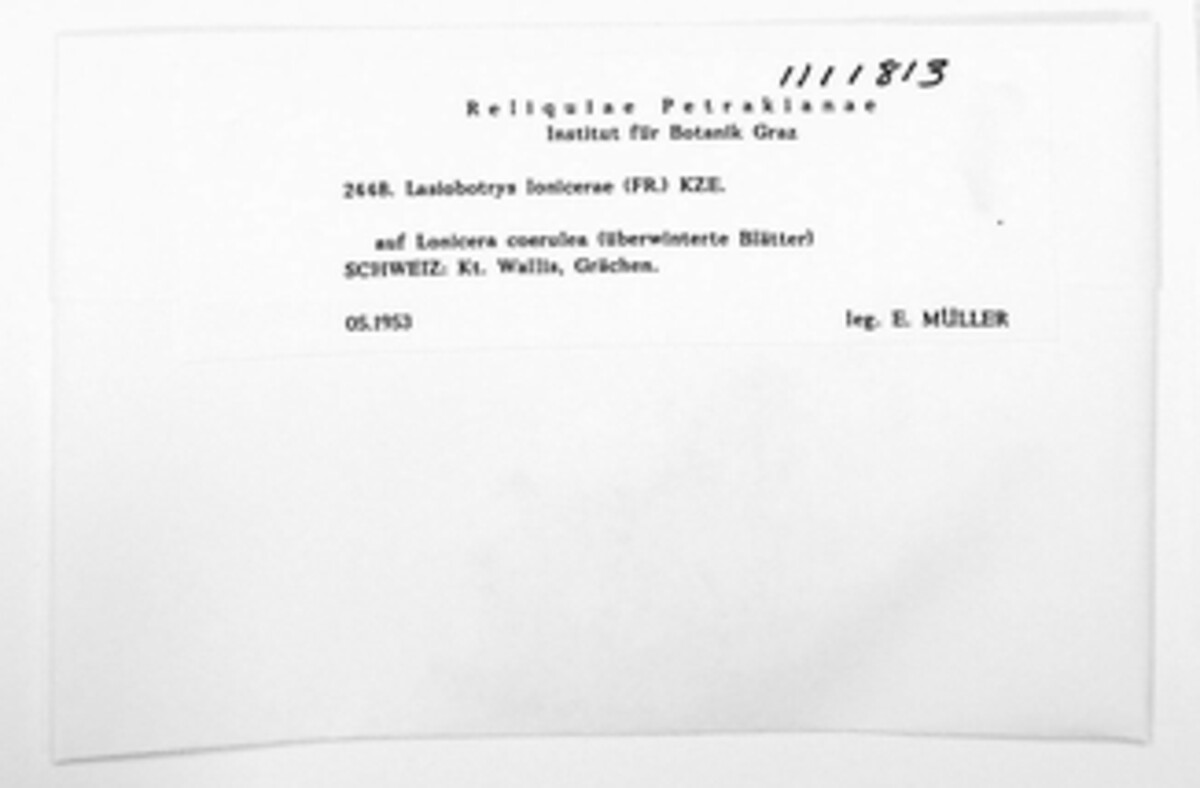 1111813
Reliquiae Petrakianae
Institut für Botanik Graz
2448. Lasiobotrys lonicerae (FR.) KZE.
auf Lonicera coerulea (überwinterte Blätter)
SCHWEIZ: Kt. Wallis, Grächen.
05.1953 leg. E. MÜLLER